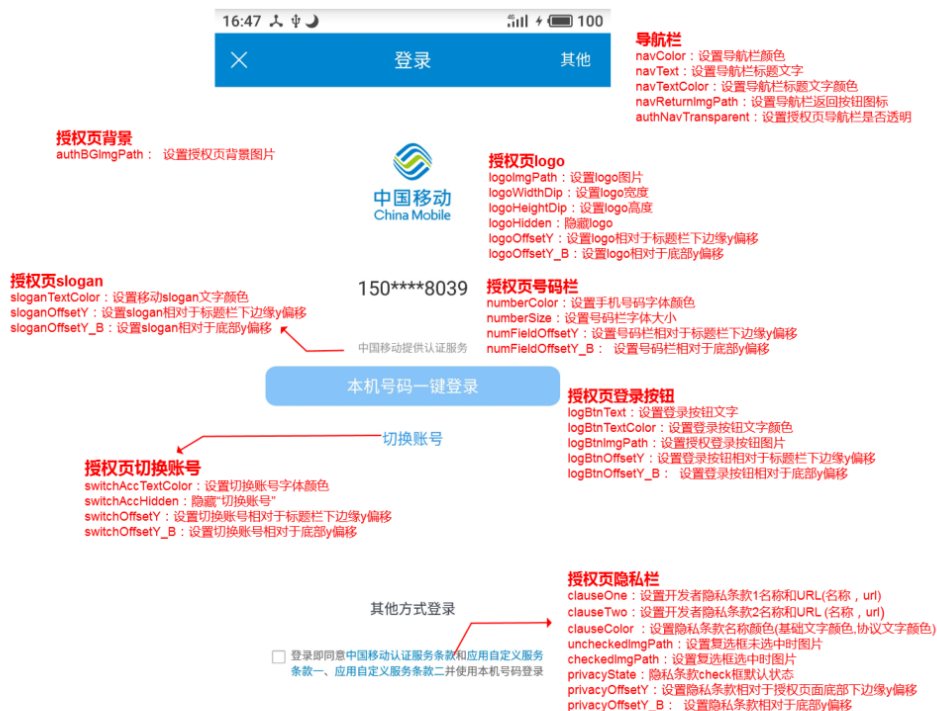 16:47
4G
100
登录
其他
导航栏
navColor：设置导航栏颜色
navText：设置导航栏标题文字
navTextColor：设置导航栏标题文字颜色
navReturnImgPath：设置导航栏返回按钮图标
authNavTransparent：设置授权页导航栏是否透明
授权页背景
authBGImgPath： 设置授权页背景图片
中国移动
China Mobile
授权页logo
logoImgPath：设置logo图片
logoWidthDip：设置logo宽度
logoHeightDip：设置logo高度
logoHidden：隐藏logo
logoOffsetY：设置logo相对于标题栏下边缘y偏移
logoOffsetY_B：设置logo相对于底部y偏移
授权页slogan
sloganTextColor：设置移动slogan文字颜色
sloganOffsetY：设置slogan相对于标题栏下边缘y偏移
sloganOffsetY_B：设置slogan相对于底部y偏移
150****8039
授权页号码栏
numberColor：设置手机号码字体颜色
numberSize：设置号码栏字体大小
numFieldOffsetY：设置号码栏相对于标题栏下边缘y偏移
numFieldOffsetY_B： 设置号码栏相对于底部y偏移
中国移动提供认证服务
本机号码一键登录
授权页登录按钮
logBtnText：设置登录按钮文字
logBtnTextColor：设置登录按钮文字颜色
logBtnImgPath：设置授权登录按钮图片
logBtnOffsetY：设置登录按钮相对于标题栏下边缘y偏移
logBtnOffsetY_B： 设置登录按钮相对于底部y偏移
切换账号
授权页切换账号
switchAccTextColor：设置切换账号字体颜色
switchAccHidden：隐藏“切换账号”
switchOffsetY：设置切换账号相对于标题栏下边缘y偏移
switchOffsetY_B：设置切换账号相对于底部y偏移
其他方式登录
登录即同意中国移动认证服务条款和应用自定义服务
条款一、应用自定义服务条款二并使用本机号码登录
授权页隐私栏
clauseOne：设置开发者隐私条款1名称和URL(名称，url)
clauseTwo：设置开发者隐私条款2名称和URL (名称，url)
clauseColor ：设置隐私条款名称颜色(基础文字颜色,协议文字颜色)
uncheckedImgPath：设置复选框未选中时图片
checkedImgPath：设置复选框选中时图片
privacyState：隐私条款check框默认状态
privacyOffsetY：设置隐私条款相对于授权页面底部下边缘y偏移
privacyOffsetY_B： 设置隐私条款相对于底部y偏移